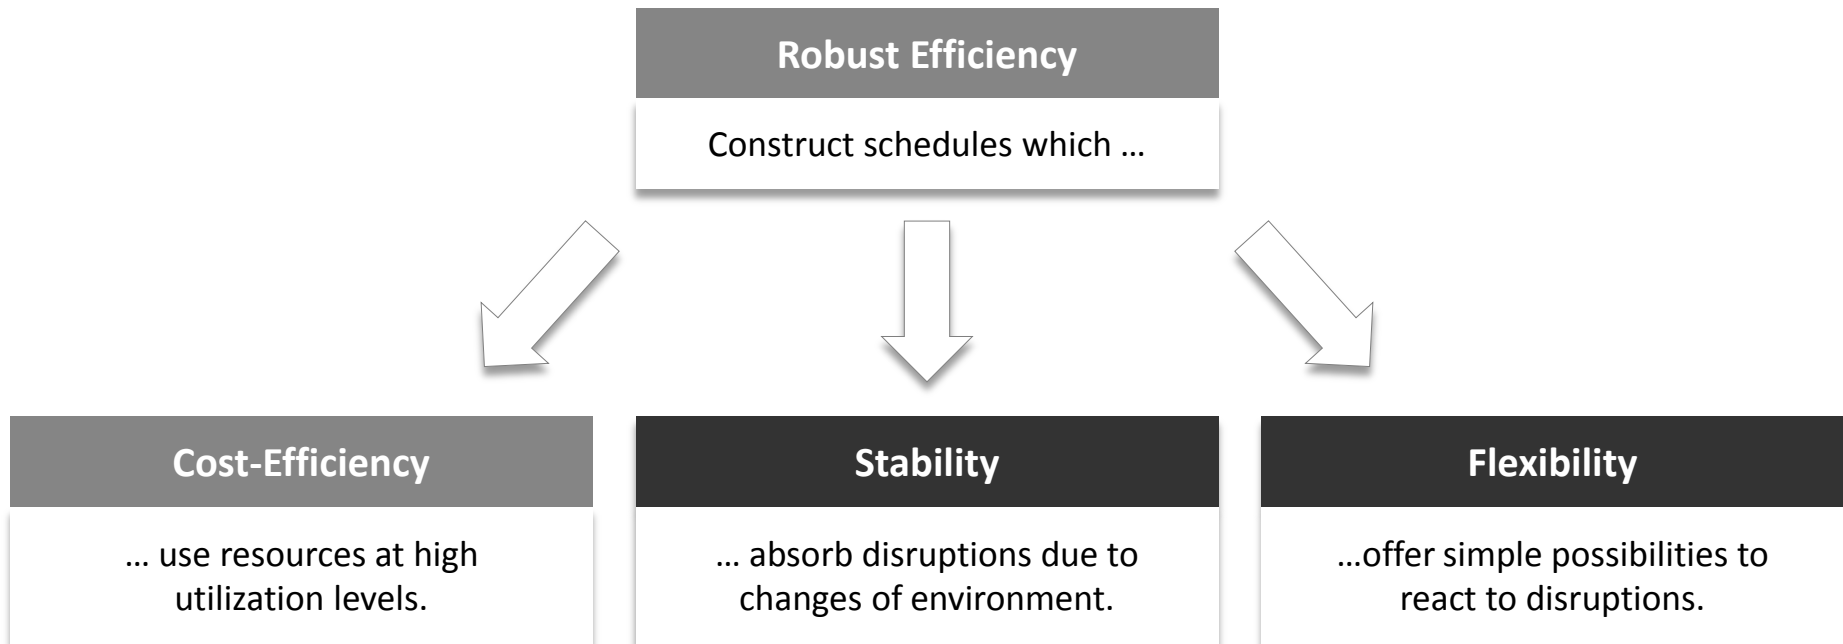 Robust Efficiency
Construct schedules which …
Cost-Efficiency
… use resources at high
utilization levels.
Stability
… absorb disruptions due to
changes of environment.
Flexibility
…offer simple possibilities to
react to disruptions.